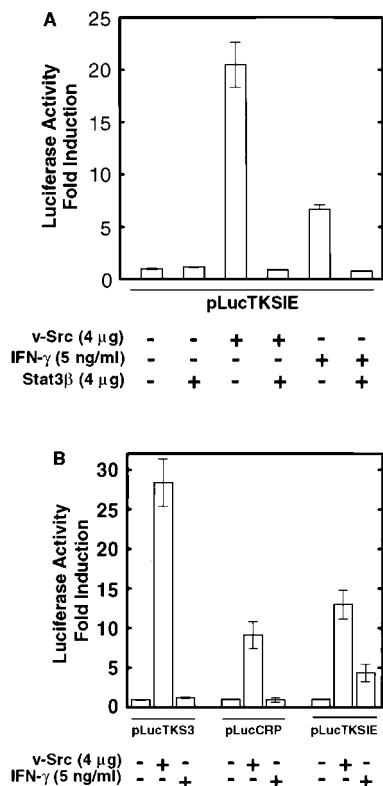 A
Luciferase Activity
Fold Induction
25
20
15
10
5
0
pLucTKSIE
v-Src (4 μg) - - + + - -
IFN-γ (5 ng/ml) - - - - + +
Stat3β (4 μg) - + - + - +
B
Luciferase Activity
Fold Induction
30
25
20
15
10
5
0
pLucTKS3 pLucCRP pLucTKSIE
v-Src (4 μg) - + - - + - - + -
IFN-γ (5 ng/ml) - - + - - + - - +